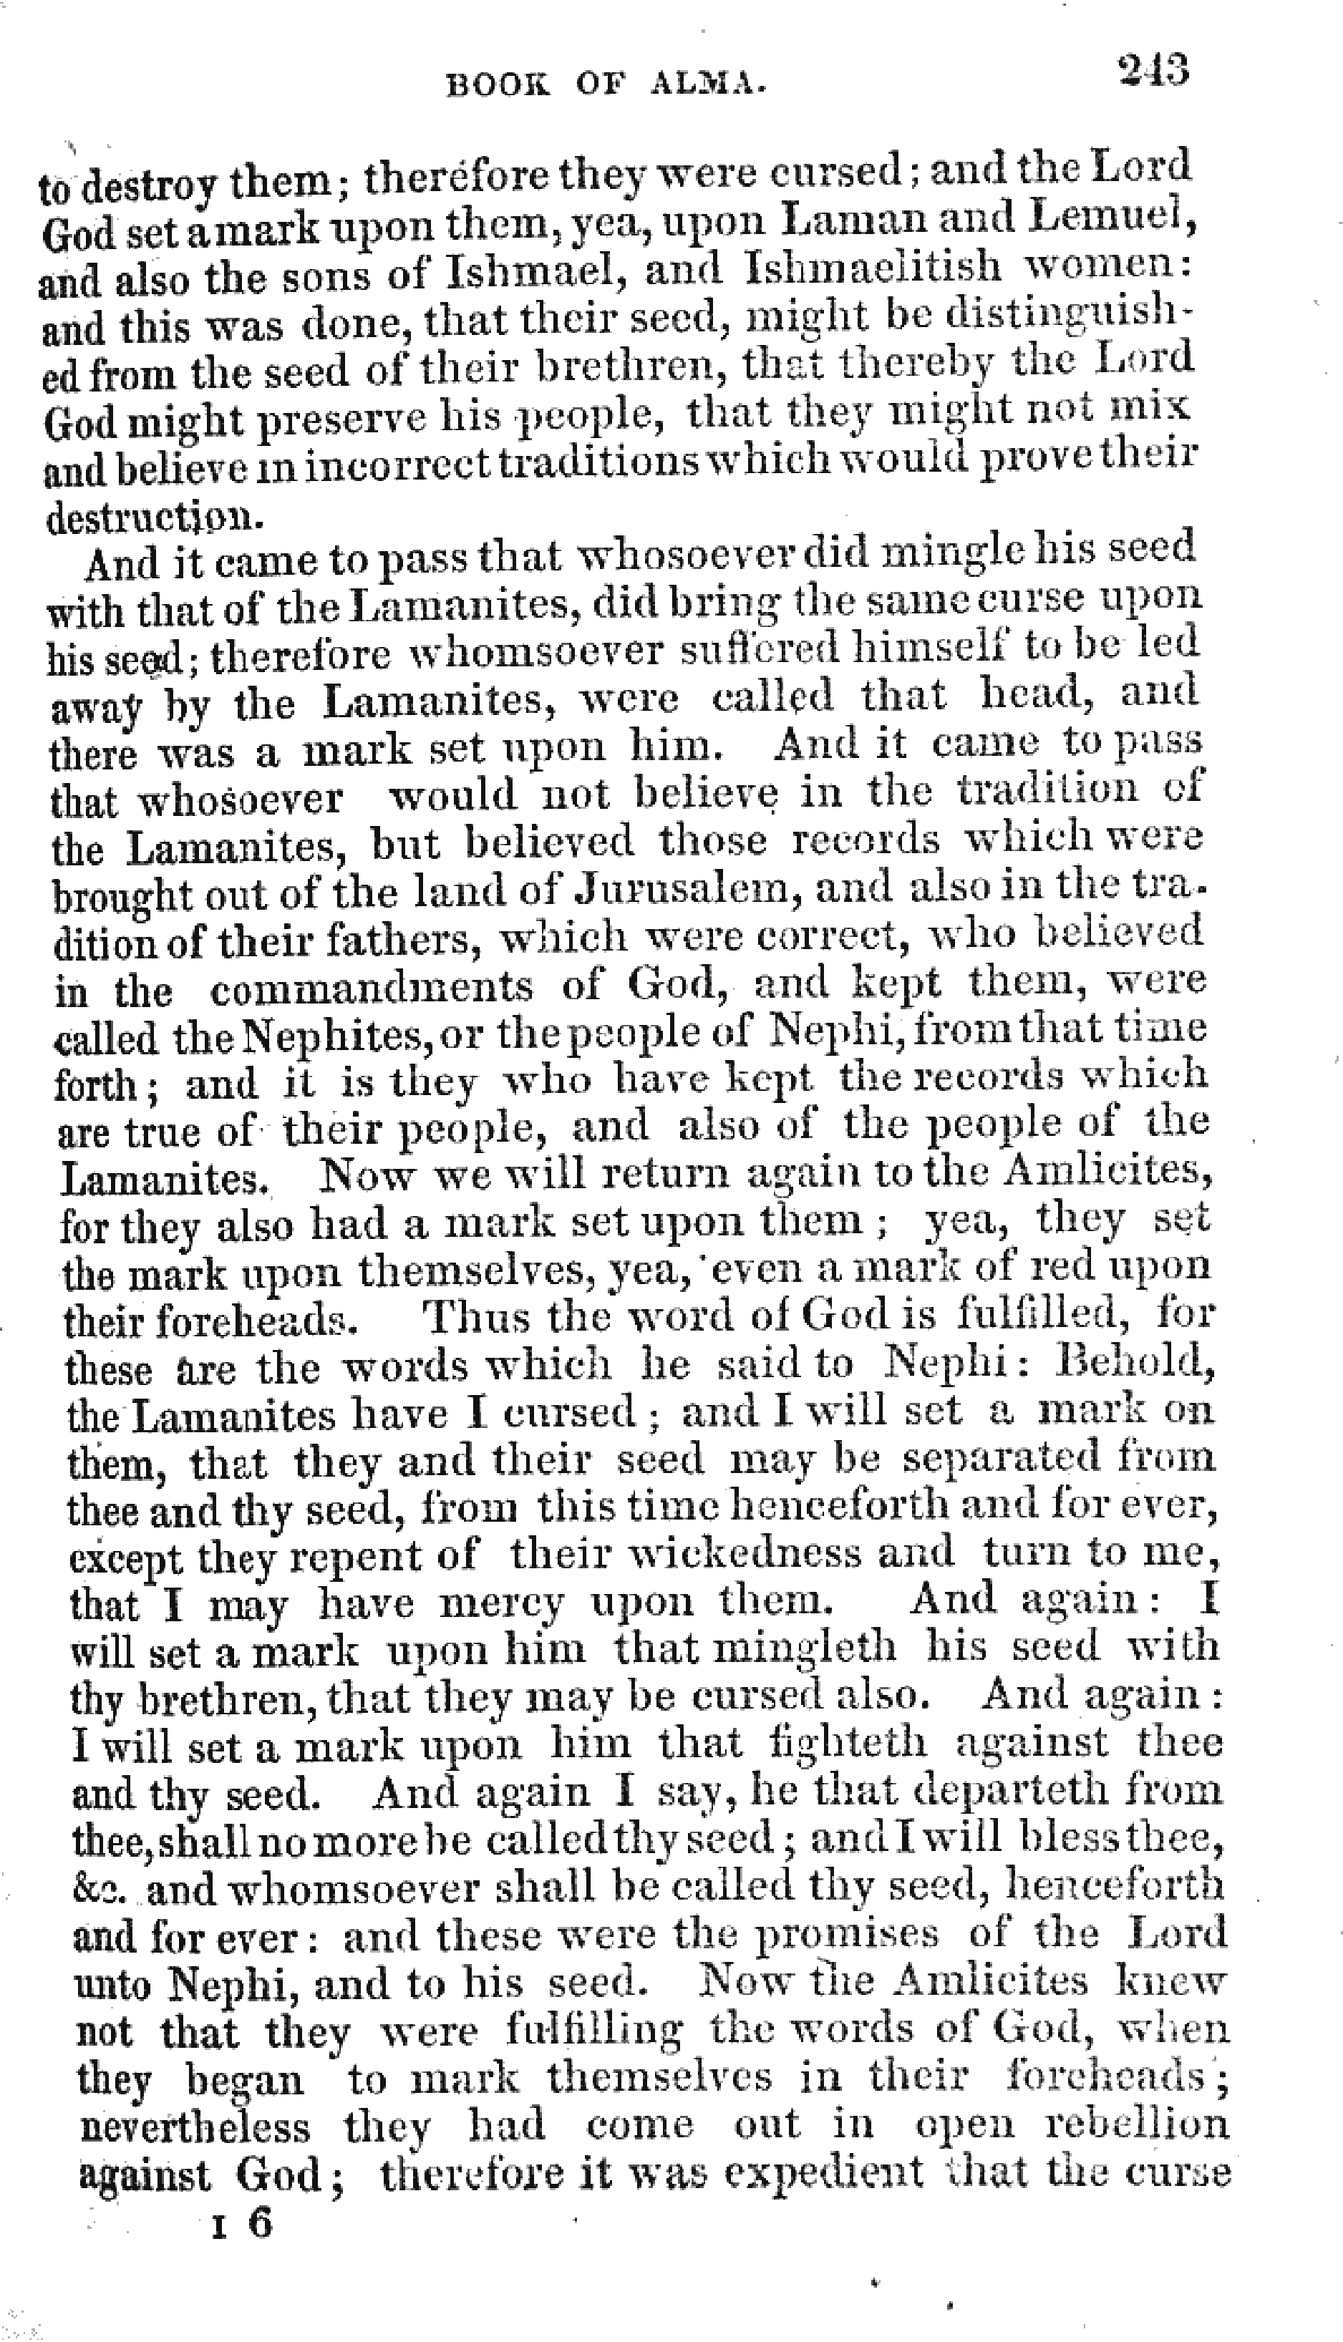 BOOK OF ALMA. 243
to destroy them; therefore they were cursed; and the Lord
God set a mark upon them, yea, upon Laman and Lemuel,
and also the sons of Ishmael, and Ishmaelitish women:
and this was done, that their seed, might be distinguish-
ed from the seed of their brethren, that thereby the Lord
God might preserve his people, that they might not mix
and believe in incorrect traditions which would prove their
destruction.
And it came to pass that whosoever did mingle his seed
with that of the Lamanites, did bring the same curse upon
his seed; therefore whomsoever suffered himself to be led
away by the Lamanites, were called that head, and
there was a mark set upon him. And it came to pass
that whosoever would not believe in the tradition of
the Lamanites, but believed those records which were
brought out of the land of Jurusalem, and also in the tra-
dition of their fathers, which were correct, who believed
in the commandments of God, and kept them, were
called the Nephites, or the people of Nephi, from that time
forth; and it is they who have kept the records which
are true of their people, and also of the people of the
Lamanites. Now we will return again to the Amlicites,
for they also had a mark set upon them; yea, they set
the mark upon themselves, yea, even a mark of red upon
their foreheads. Thus the word of God is fulfilled, for
these are the words which he said to Nephi: Behold,
the Lamanites have I cursed; and I will set a mark on
them, that they and their seed may be separated from
thee and thy seed, from this time henceforth and for ever,
except they repent of their wickedness and turn to me,
that I may have mercy upon them. And again: I
will set a mark upon him that mingleth his seed with
thy brethren, that they may be cursed also. And again:
I will set a mark upon him that fighteth against thee
and thy seed. And again I say, he that departeth from
thee, shall no more be called thy seed; and I will bless thee,
&c. and whomsoever shall be called thy seed, henceforth
and for ever: and these were the promises of the Lord
unto Nephi, and to his seed. Now the Amlicites knew
not that they were fulfilling the words of God, when
they began to mark themselves in their foreheads;
nevertheless they had come out in open rebellion
against God; therefore it was expedient that the curse
I 6